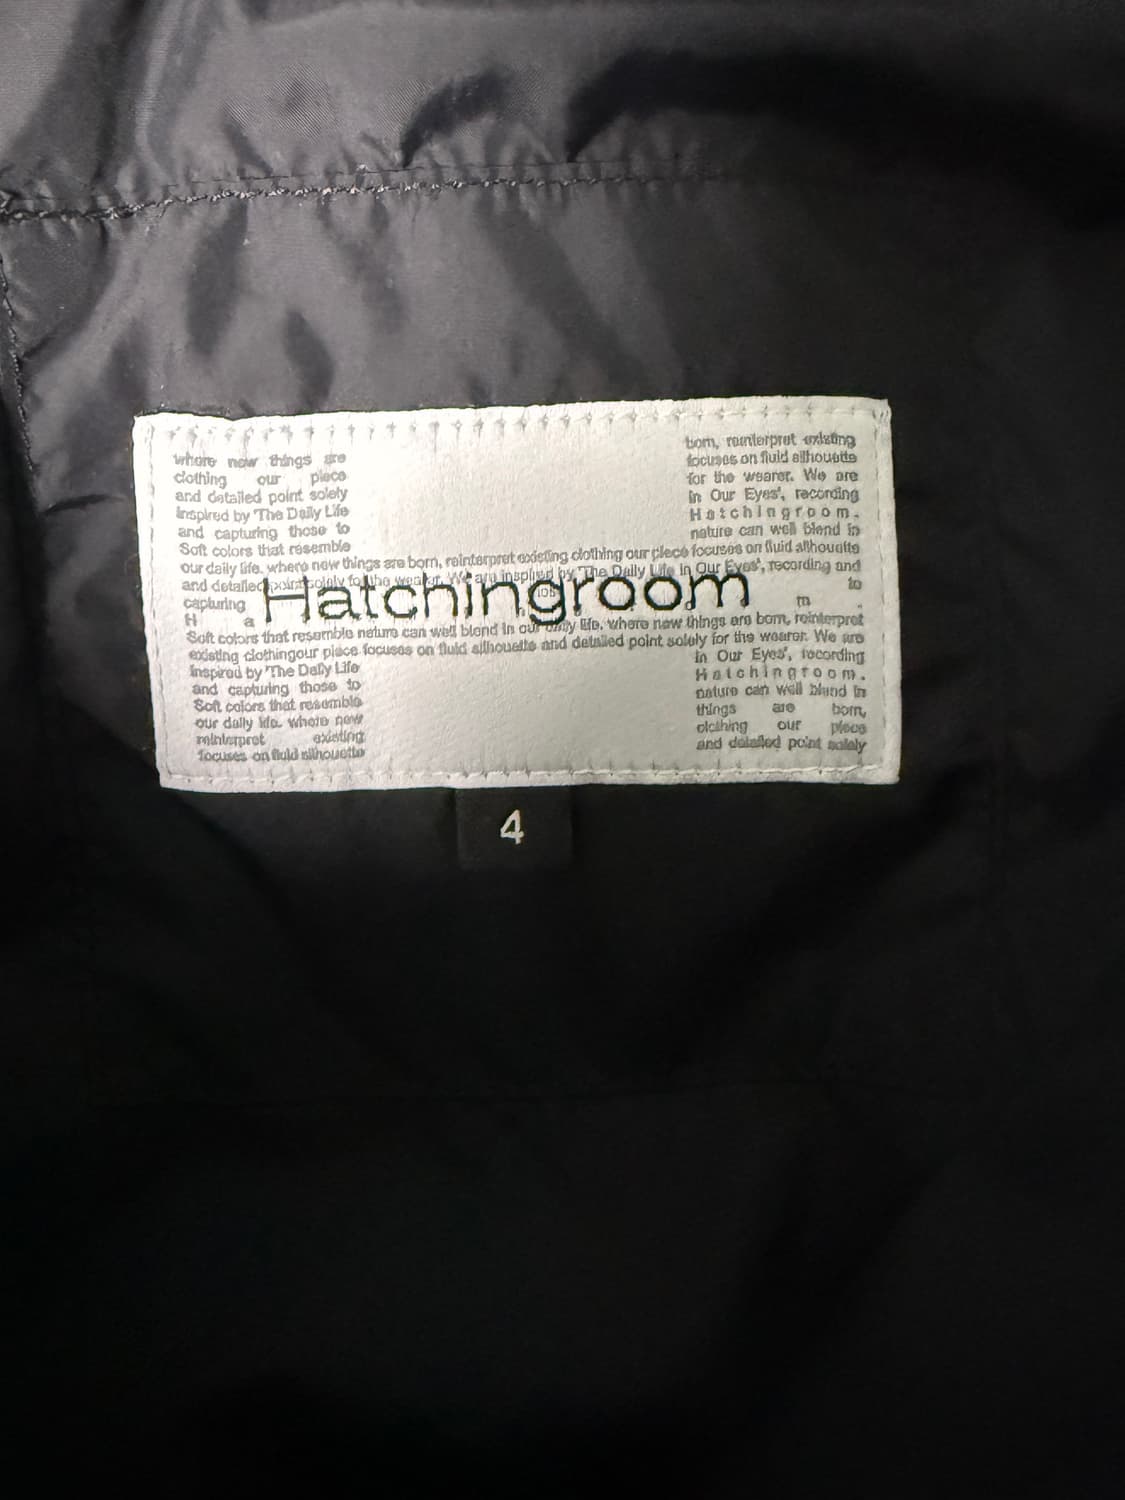 where new things are
clothing our piece
and detailed point solely
inspired by 'The Daily Life
and capturing those to
Soft colors that resemble
born, reinterpret existing
focuses on fluid silhouette
for the wearer. We are
in Our Eyes', recording
Hatchingroom.
nature can well blend in
our daily life. where new things are born, reinterpret existing clothing our piece focuses on fluid silhouette
and detailed point solely for the wearer. We are inspired by 'The Daily Life in Our Eyes', recording and
capturing to
Hatchingroom
H a m .
Soft colors that resemble nature can well blend in our daily life. where new things are born, reinterpret
existing clothingour piece focuses on fluid silhouette and detailed point solely for the wearer. We are
inspired by 'The Daily Life
and capturing those to
Soft colors that resemble
our daily life. where new
reinterpret existing
focuses on fluid silhouette
in Our Eyes', recording
Hatchingroom.
nature can well blend in
things are born,
clothing our piece
and detailed point solely
4